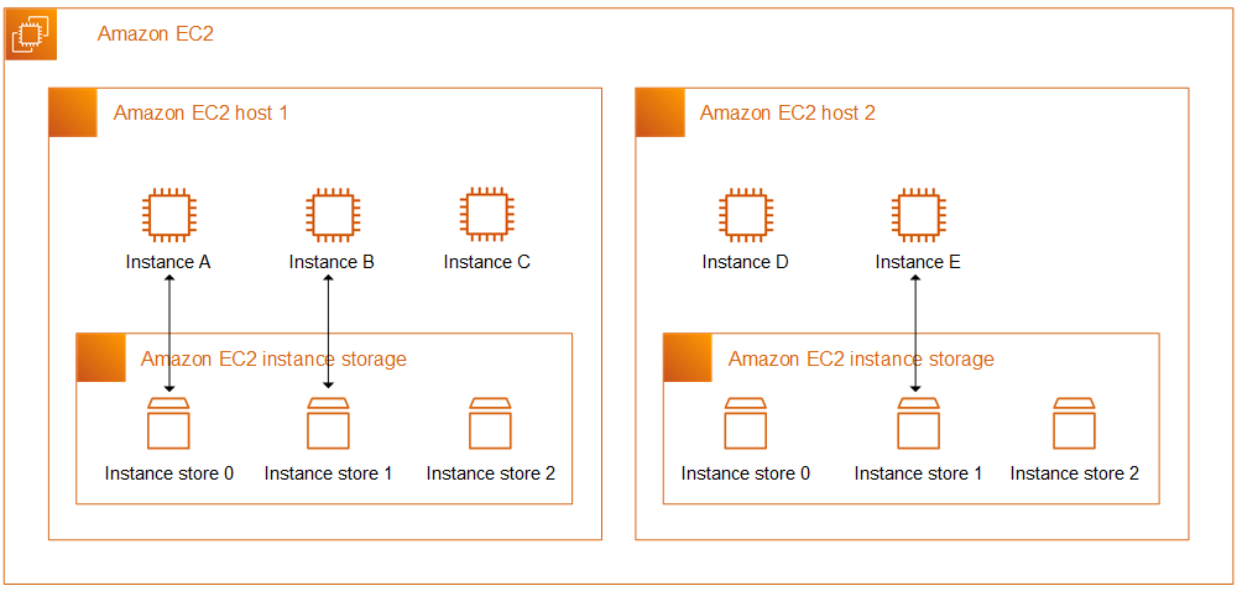 Amazon EC2
Amazon EC2 host 1
Amazon EC2 host 2
Instance A
Instance B
Instance C
Instance D
Instance E
Amazon EC2 instance storage
Amazon EC2 instance storage
Instance store 0
Instance store 1
Instance store 2
Instance store 0
Instance store 1
Instance store 2